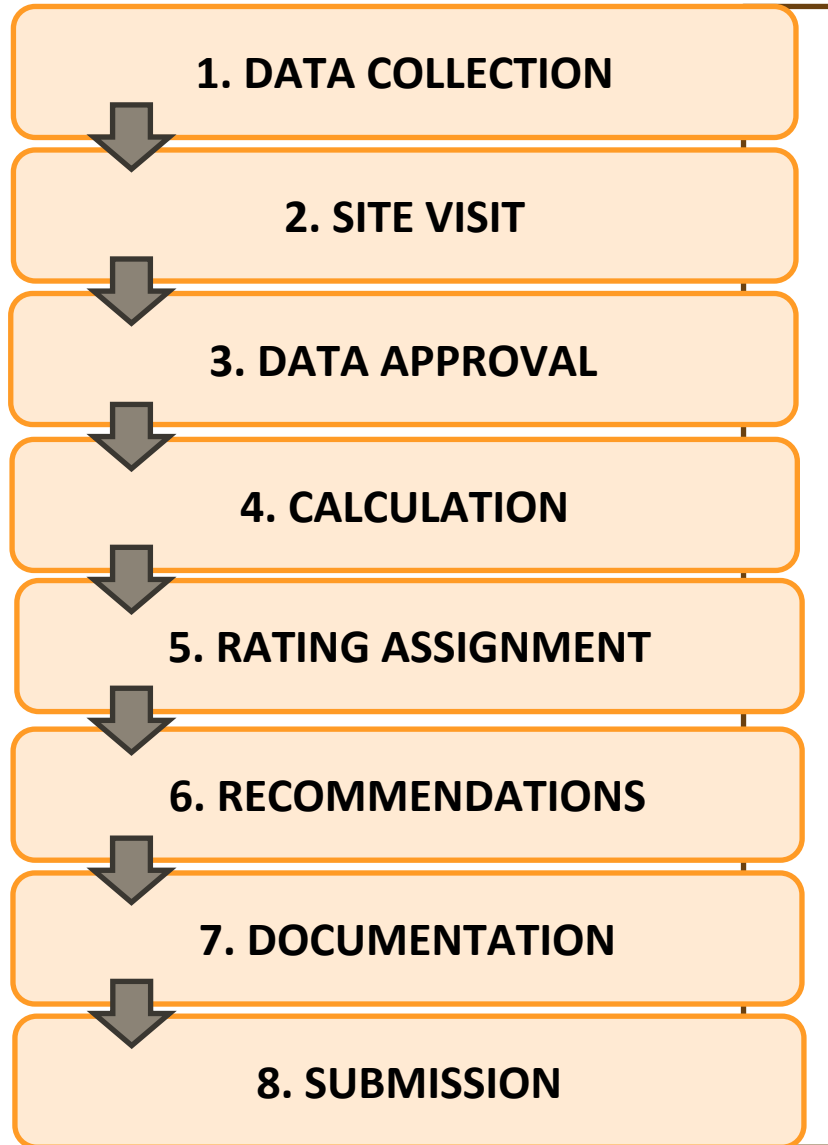 1. DATA COLLECTION
2. SITE VISIT
3. DATA APPROVAL
4. CALCULATION
5. RATING ASSIGNMENT
6. RECOMMENDATIONS
7. DOCUMENTATION
8. SUBMISSION